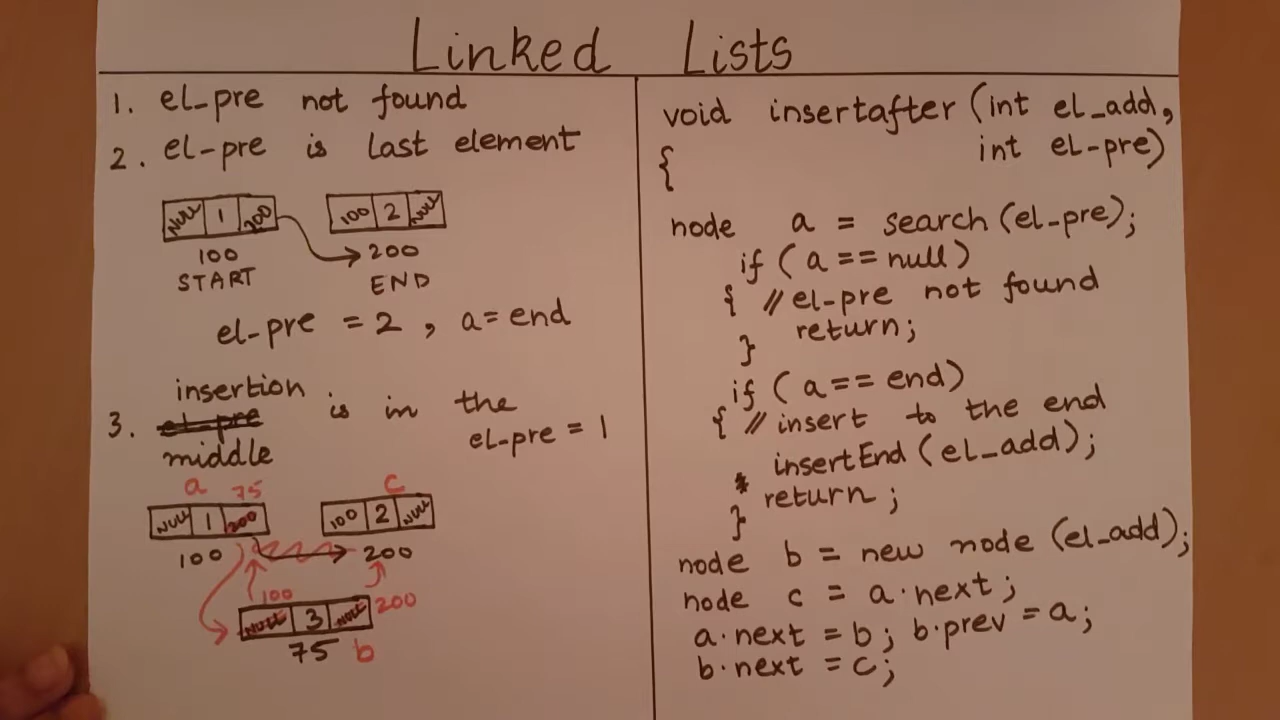 Linked Lists
1. el-pre not found
2. el-pre is last element
NULL 1 200
100 2 NULL
100
200
START
END
el-pre = 2, a = end
insertion
3. el-pre is in the
el-pre = 1
middle
a 75
c
NULL 1 200
100 2 NULL
100
200
100
200
NULL 3 NULL
75 b
void insertafter (int el_add,
int el-pre)
{
node a = search (el-pre);
if (a == null)
{ // el-pre not found
return;
}
if (a == end)
{ // insert to the end
insertEnd (el_add);
return;
}
node b = new node (el_add);
node c = a.next;
a.next = b; b.prev = a;
b.next = c;